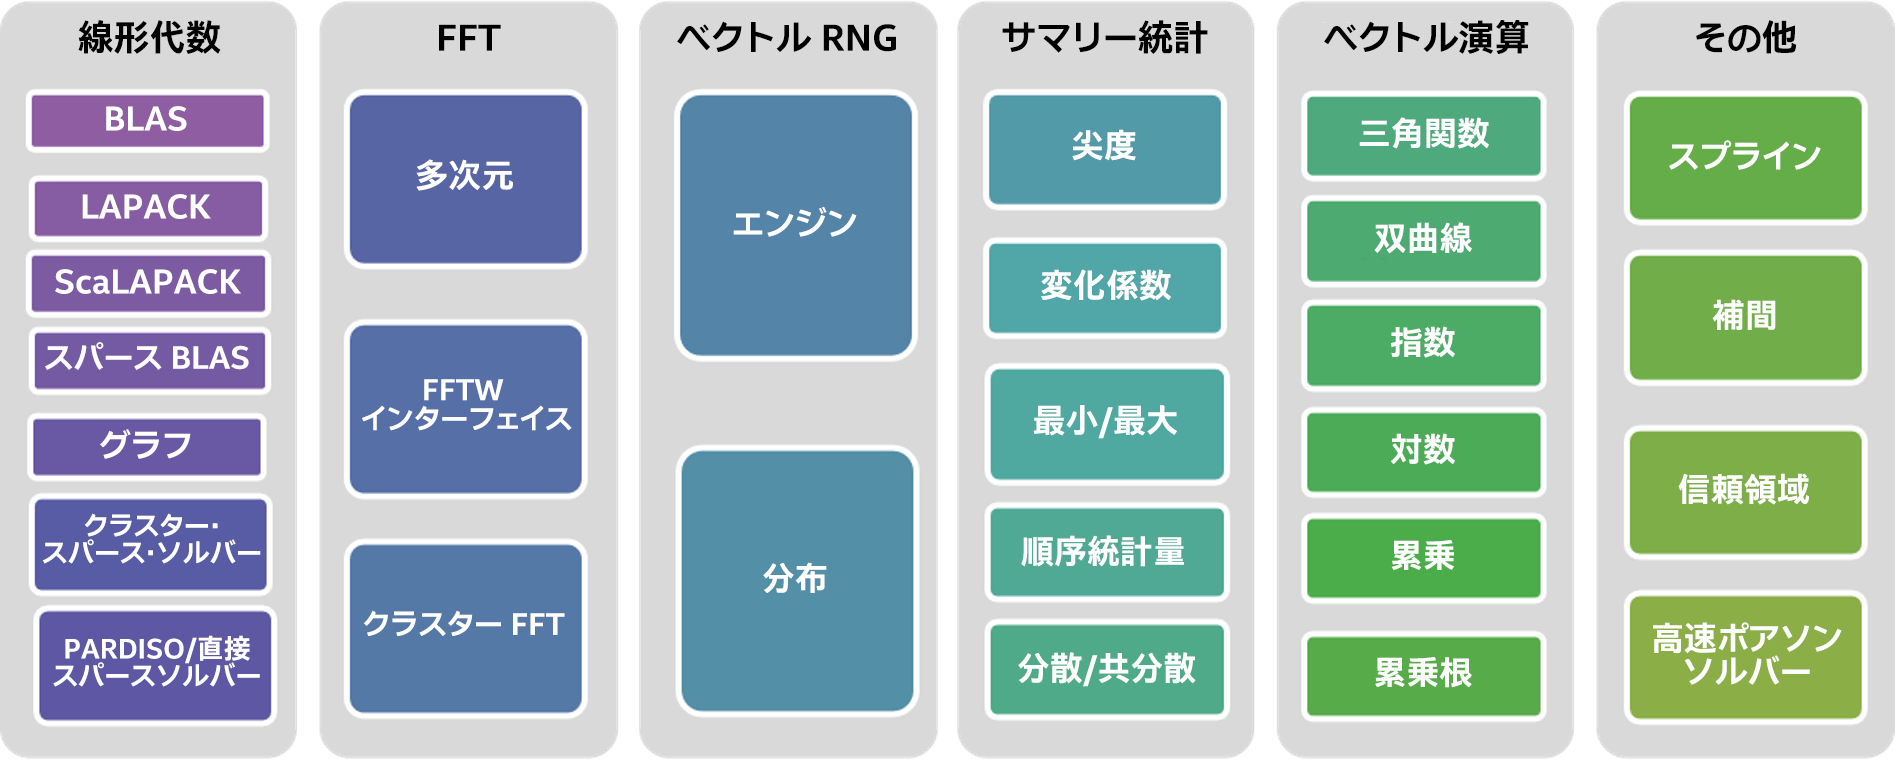 線形代数
BLAS
LAPACK
ScaLAPACK
スパース BLAS
グラフ
クラスター・
スパース・ソルバー
PARDISO/直接
スパースソルバー
FFT
多次元
FFTW
インターフェイス
クラスター FFT
ベクトル RNG
エンジン
分布
サマリー統計
尖度
変化係数
最小/最大
順序統計量
分散/共分散
ベクトル演算
三角関数
双曲線
指数
対数
累乗
累乗根
その他
スプライン
補間
信頼領域
高速ポアソン
ソルバー